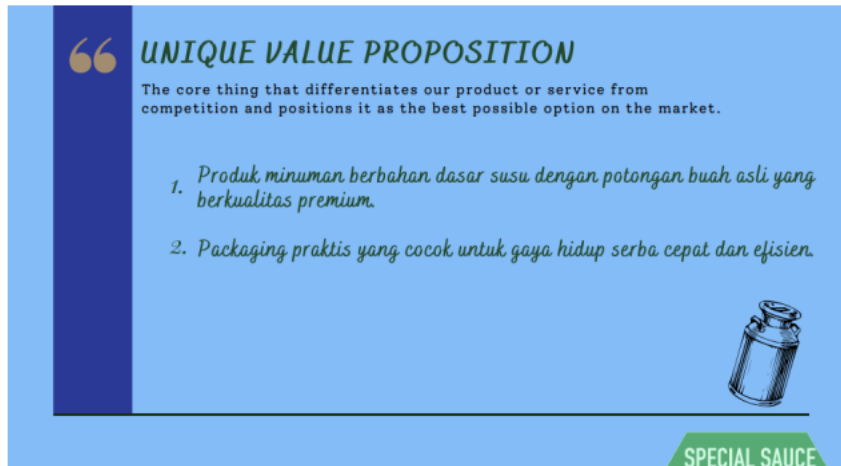 UNIQUE VALUE PROPOSITION
The core thing that differentiates our product or service from
competition and positions it as the best possible option on the market.
1. Produk minuman berbahan dasar susu dengan potongan buah asli yang
berkualitas premium.
2. Packaging praktis yang cocok untuk gaya hidup serba cepat dan efisien.
SPECIAL SAUCE